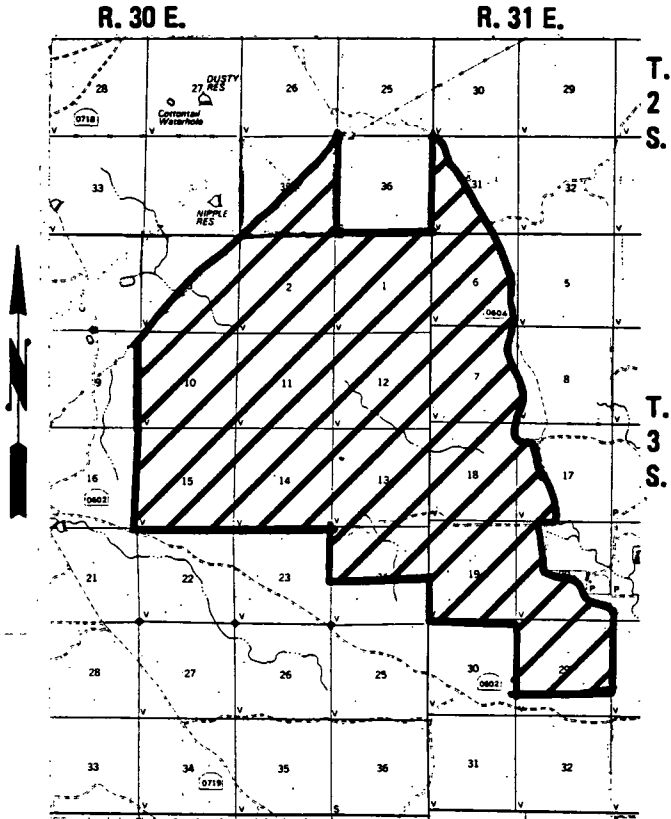 R. 30 E. R. 31 E.
28 27 DUSTY RES 26 25 30 29
Cottontail Waterhole
0718
T. 2 S.
33 NIPPLE RES 36 31 32
2 1 6 5
0604
9 10 11 12 7 8
N
T. 3 S.
16 15 14 13 18 17
0602
P
21 22 23 19
P P
28 27 26 25 30 29
0602
33 34 35 36 31 32
0719
V V V S V V V